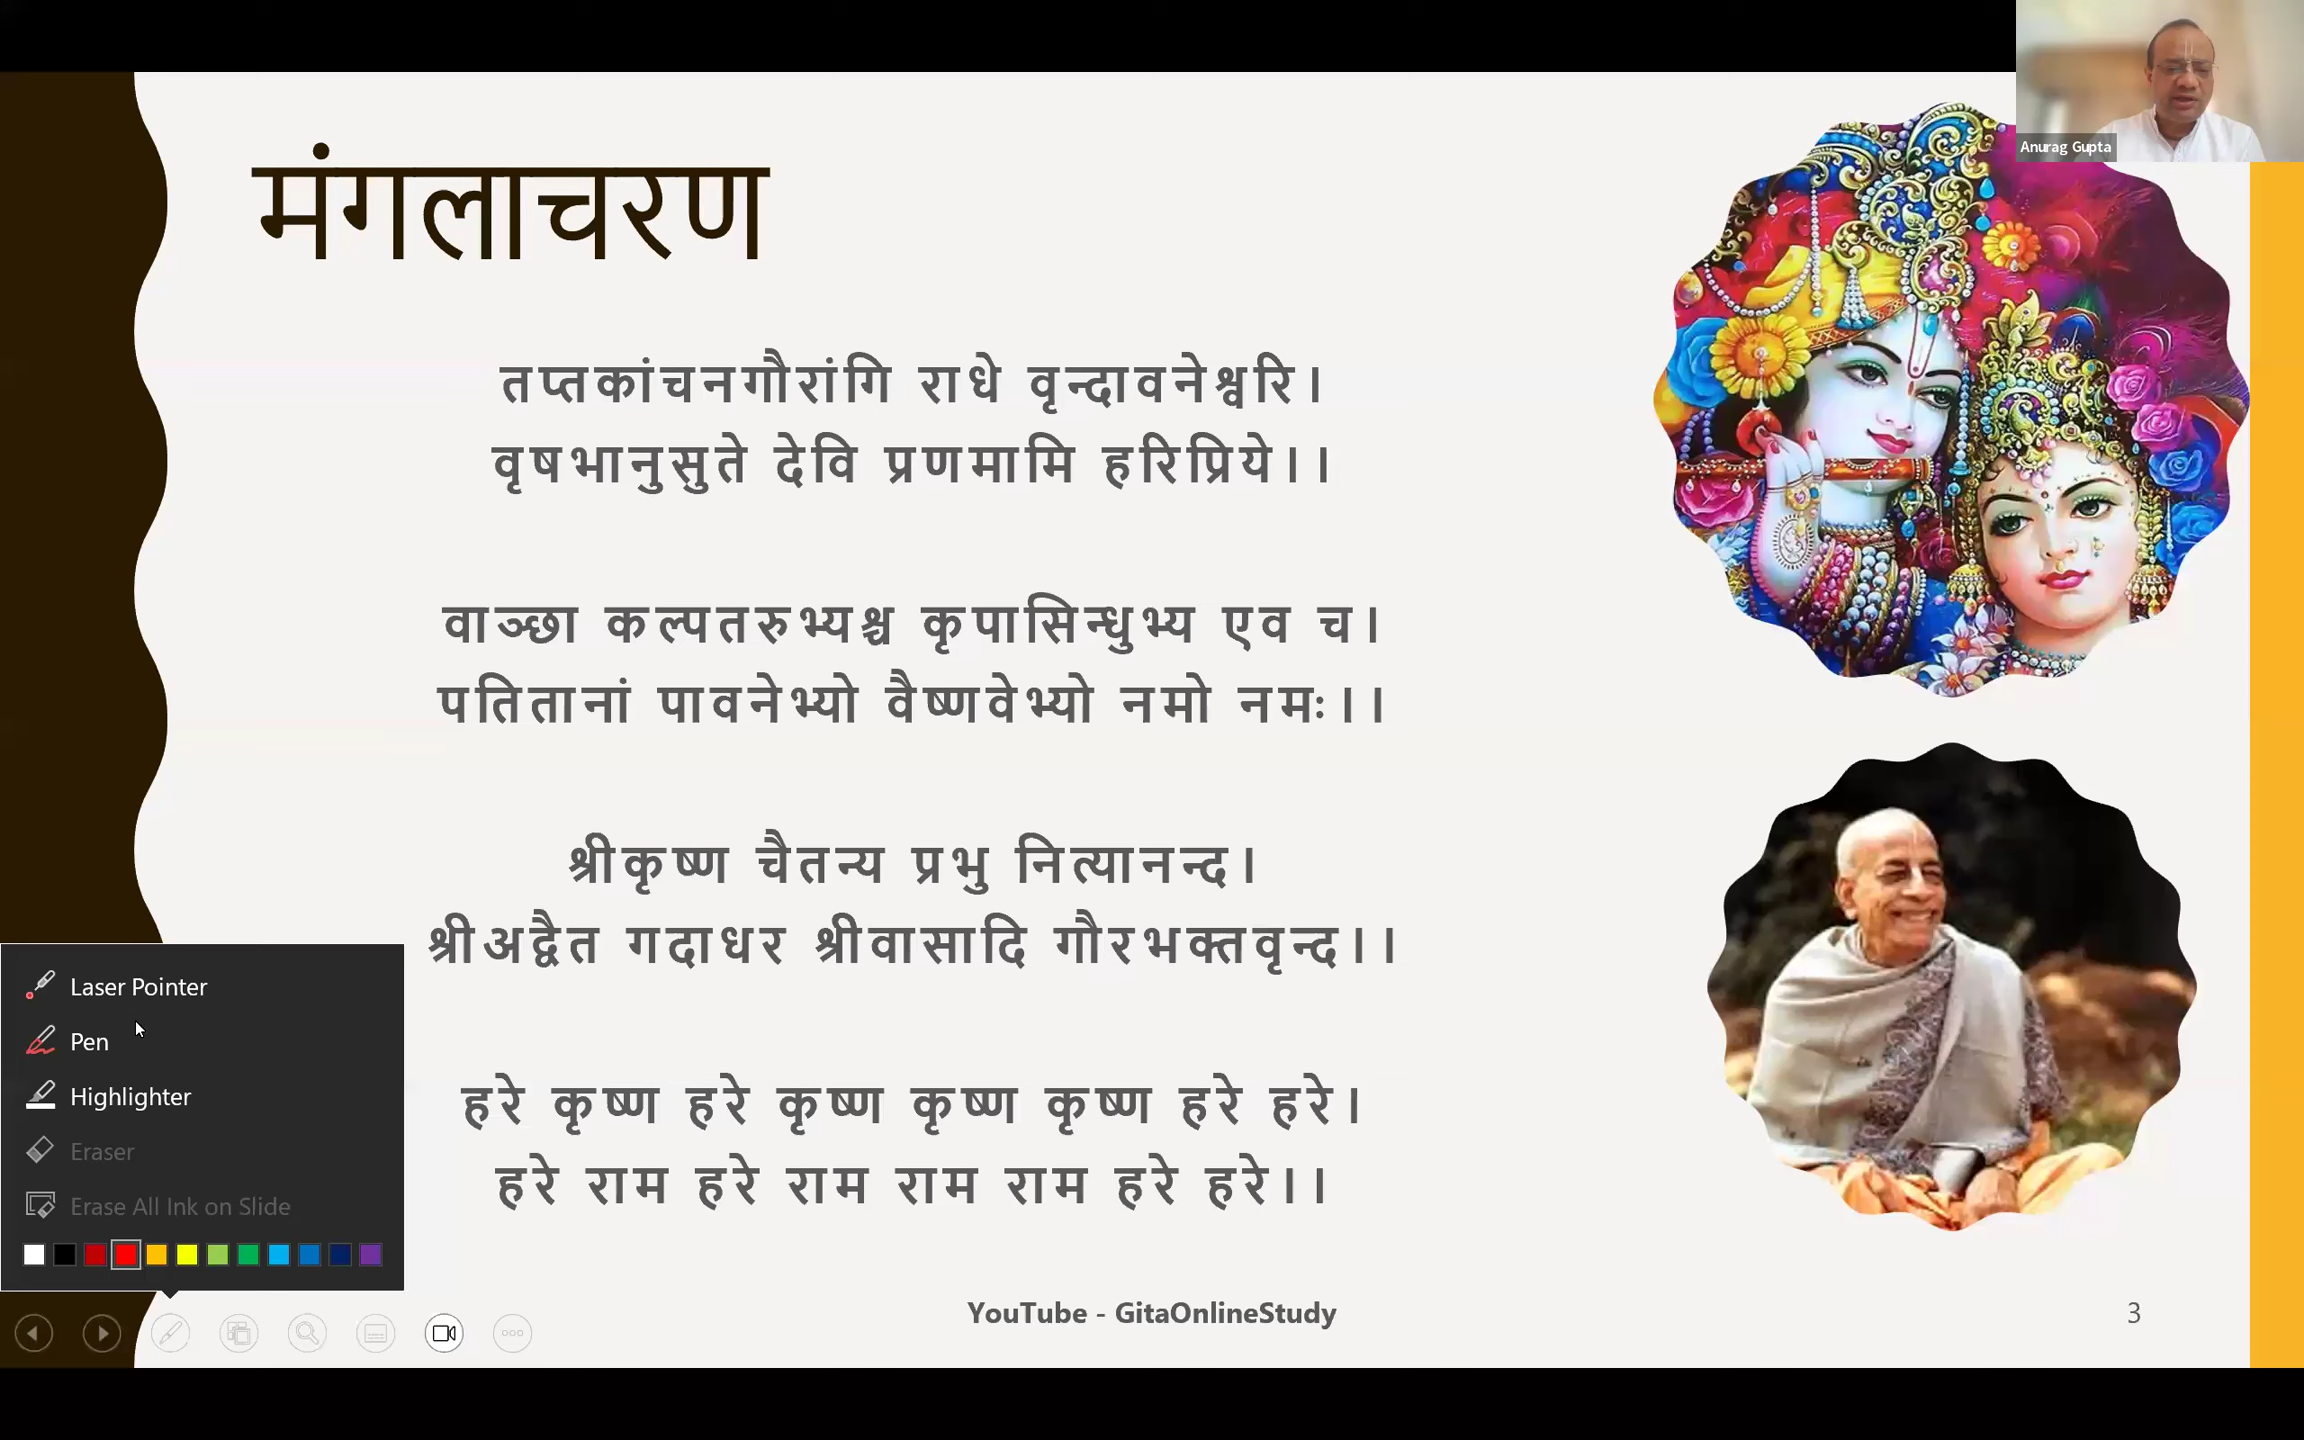 Anurag Gupta
मंगलाचरण
तप्तकांचनगौरांगि राधे वृन्दावनेश्वरि।
वृषभानुसुते देवि प्रणमामि हरिप्रिये।।
वाञ्छा कल्पतरुभ्यश्च कृपासिन्धुभ्य एव च।
पतितानां पावनेभ्यो वैष्णवेभ्यो नमो नमः।।
श्रीकृष्ण चैतन्य प्रभु नित्यानन्द।
श्रीअद्वैत गदाधर श्रीवासादि गौरभक्तवृन्द।।
हरे कृष्ण हरे कृष्ण कृष्ण कृष्ण हरे हरे।
हरे राम हरे राम राम राम हरे हरे।।
Laser Pointer
Pen
Highlighter
Eraser
Erase All Ink on Slide
YouTube - GitaOnlineStudy
3